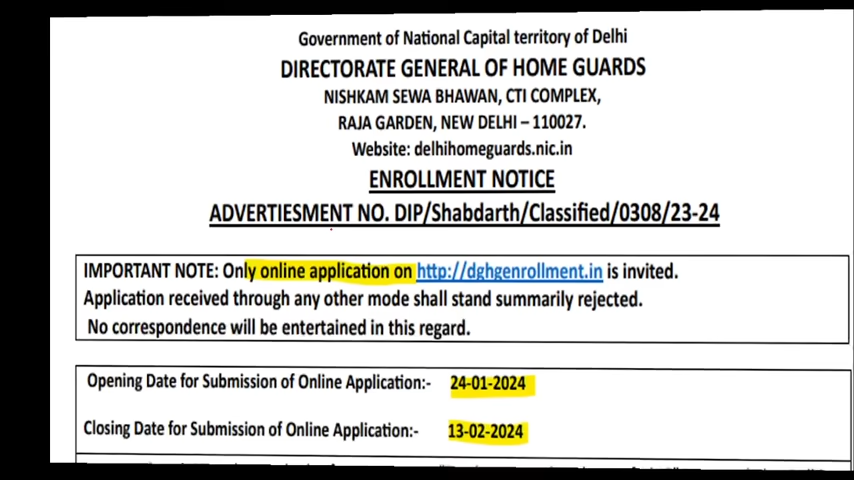 Government of National Capital territory of Delhi
DIRECTORATE GENERAL OF HOME GUARDS
NISHKAM SEWA BHAWAN, CTI COMPLEX,
RAJA GARDEN, NEW DELHI – 110027.
Website: delhihomeguards.nic.in
ENROLLMENT NOTICE
ADVERTIESMENT NO. DIP/Shabdarth/Classified/0308/23-24
IMPORTANT NOTE: Only online application on http://dghgenrollment.in is invited.
Application received through any other mode shall stand summarily rejected.
No correspondence will be entertained in this regard.
Opening Date for Submission of Online Application:- 24-01-2024
Closing Date for Submission of Online Application:- 13-02-2024